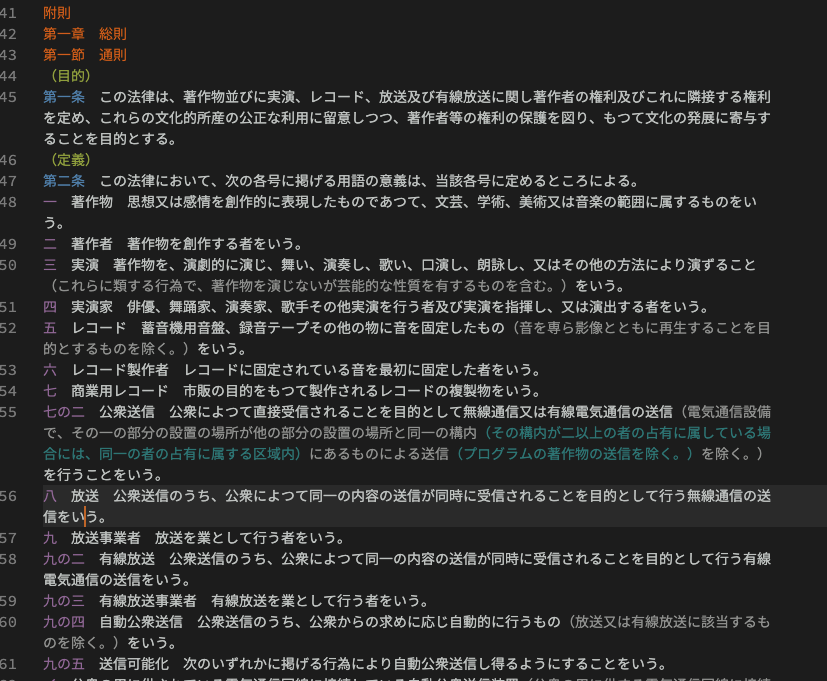 41 附則
42 第一章　総則
43 第一節　通則
44 （目的）
45 第一条　この法律は、著作物並びに実演、レコード、放送及び有線放送に関し著作者の権利及びこれに隣接する権利
を定め、これらの文化的所産の公正な利用に留意しつつ、著作者等の権利の保護を図り、もつて文化の発展に寄与す
ることを目的とする。
46 （定義）
47 第二条　この法律において、次の各号に掲げる用語の意義は、当該各号に定めるところによる。
48 一　著作物　思想又は感情を創作的に表現したものであつて、文芸、学術、美術又は音楽の範囲に属するものをい
う。
49 二　著作者　著作物を創作する者をいう。
50 三　実演　著作物を、演劇的に演じ、舞い、演奏し、歌い、口演し、朗詠し、又はその他の方法により演ずること
（これらに類する行為で、著作物を演じないが芸能的な性質を有するものを含む。）をいう。
51 四　実演家　俳優、舞踊家、演奏家、歌手その他実演を行う者及び実演を指揮し、又は演出する者をいう。
52 五　レコード　蓄音機用音盤、録音テープその他の物に音を固定したもの（音を専ら影像とともに再生することを目
的とするものを除く。）をいう。
53 六　レコード製作者　レコードに固定されている音を最初に固定した者をいう。
54 七　商業用レコード　市販の目的をもつて製作されるレコードの複製物をいう。
55 七の二　公衆送信　公衆によつて直接受信されることを目的として無線通信又は有線電気通信の送信（電気通信設備
で、その一の部分の設置の場所が他の部分の設置の場所と同一の構内（その構内が二以上の者の占有に属している場
合には、同一の者の占有に属する区域内）にあるものによる送信（プログラムの著作物の送信を除く。）を除く。）
を行うことをいう。
56 八　放送　公衆送信のうち、公衆によつて同一の内容の送信が同時に受信されることを目的として行う無線通信の送
信をいう。
57 九　放送事業者　放送を業として行う者をいう。
58 九の二　有線放送　公衆送信のうち、公衆によつて同一の内容の送信が同時に受信されることを目的として行う有線
電気通信の送信をいう。
59 九の三　有線放送事業者　有線放送を業として行う者をいう。
60 九の四　自動公衆送信　公衆送信のうち、公衆からの求めに応じ自動的に行うもの（放送又は有線放送に該当するも
のを除く。）をいう。
61 九の五　送信可能化　次のいずれかに掲げる行為により自動公衆送信し得るようにすることをいう。